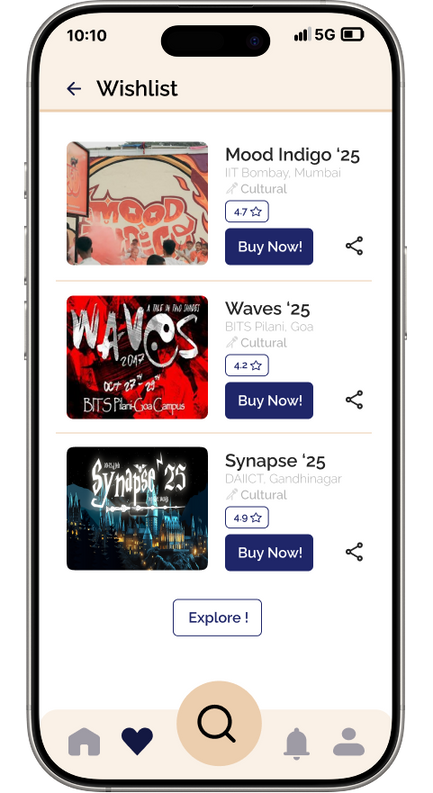 10:10
5G
Wishlist
MOOD
INDIGO
Mood Indigo ‘25
IIT Bombay, Mumbai
Cultural
4.7
Buy Now!
A TALE IN TWO SHADES
WAVES
2017
OCT 27TH 29TH
BITS Pilani-Goa Campus
Waves ‘25
BITS Pilani, Goa
Cultural
4.2
Buy Now!
Synapse '25
Synapse ‘25
DAIICT, Gandhinagar
Cultural
4.9
Buy Now!
Explore !